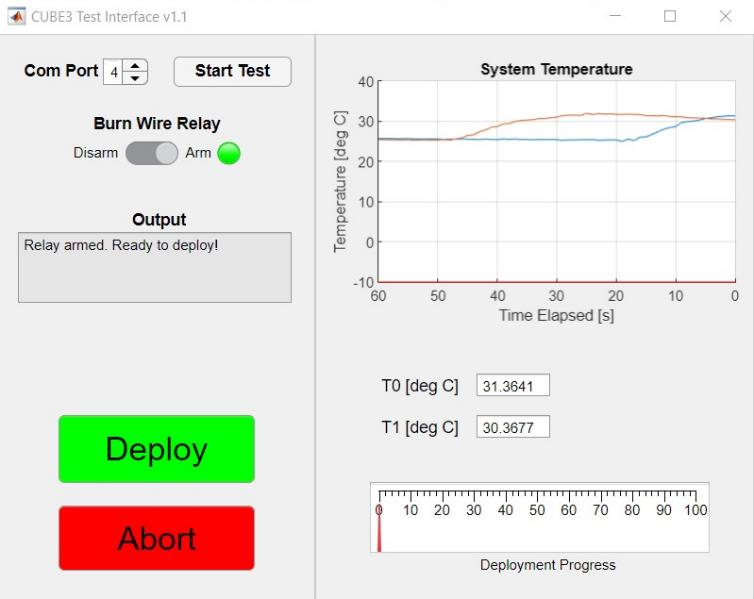 CUBE3 Test Interface v1.1
Com Port 4 Start Test
Burn Wire Relay
Disarm Arm
Output
Relay armed. Ready to deploy!
Deploy
Abort
System Temperature
Temperature [deg C]
40
30
20
10
0
-10
60 50 40 30 20 10 0
Time Elapsed [s]
T0 [deg C] 31.3641
T1 [deg C] 30.3677
0 10 20 30 40 50 60 70 80 90 100
Deployment Progress